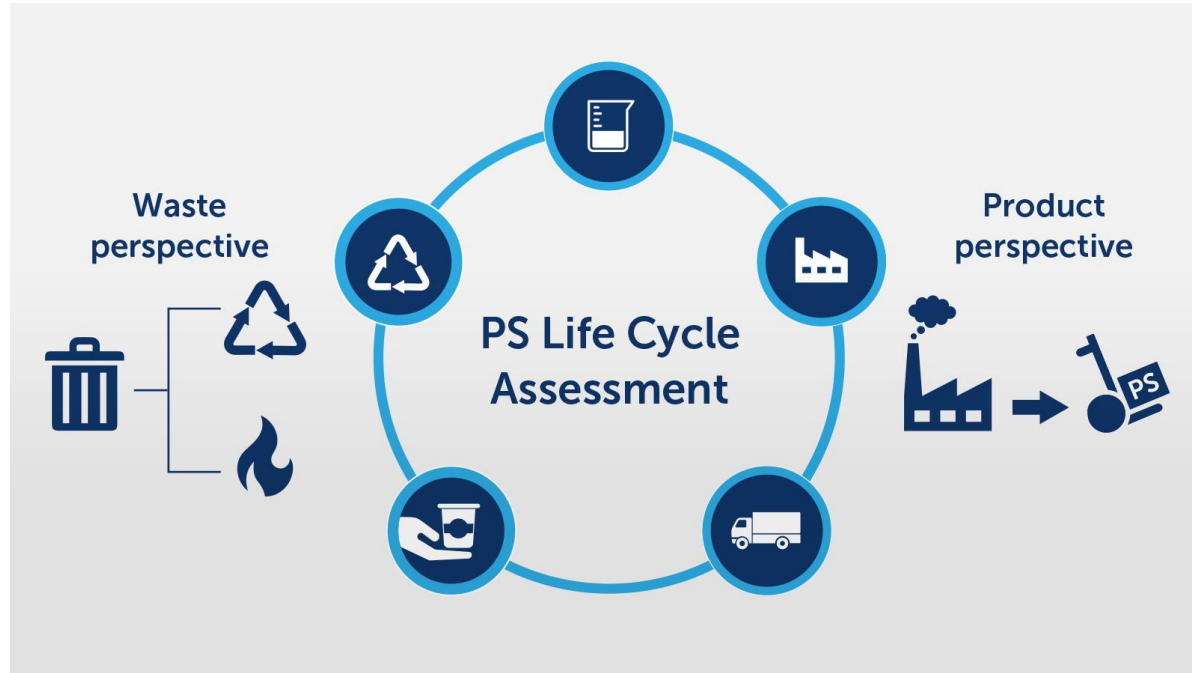 Waste
perspective
PS Life Cycle
Assessment
Product
perspective
PS